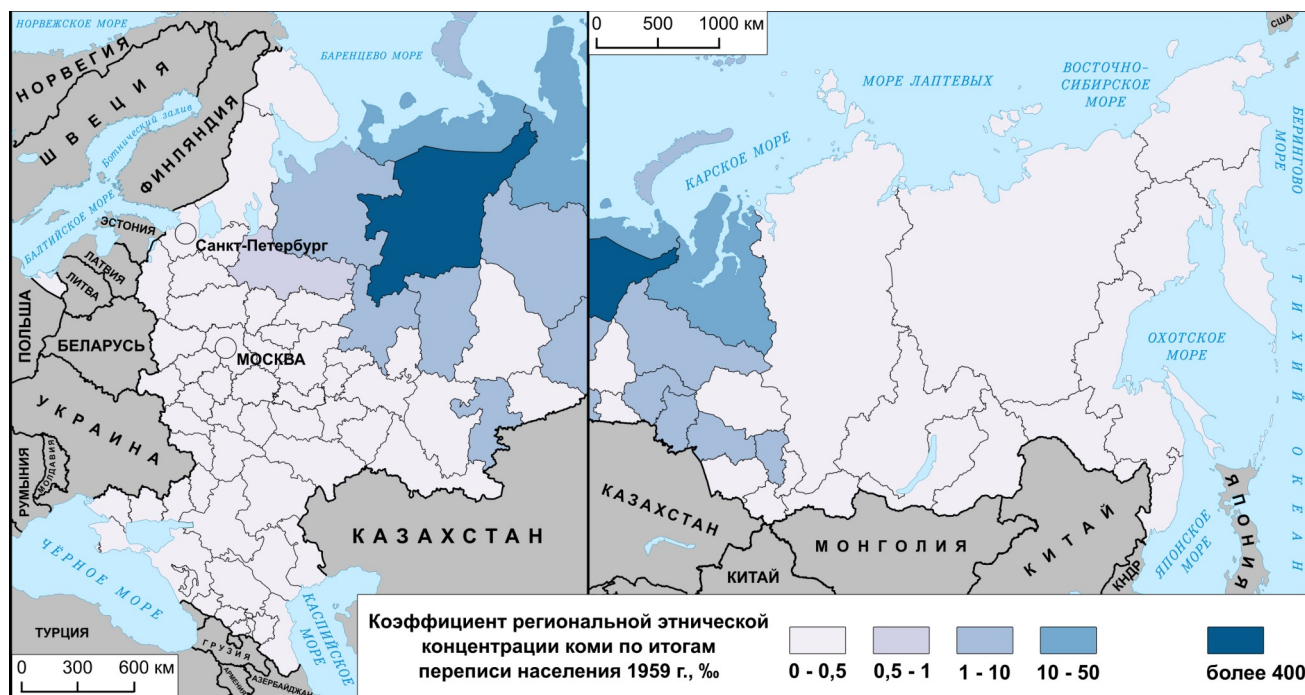 НОРВЕЖСКОЕ МОРЕ
НОРВЕГИЯ
ШВЕЦИЯ
Ботнический залив
ФИНЛЯНДИЯ
БАРЕНЦЕВО МОРЕ
БАЛТИЙСКОЕ МОРЕ
ЭСТОНИЯ
Санкт-Петербург
ЛАТВИЯ
ЛИТВА
ПОЛЬША
БЕЛАРУСЬ
МОСКВА
УКРАИНА
РУМЫНИЯ
МОЛДАВИЯ
КАЗАХСТАН
ЧЁРНОЕ МОРЕ
КАСПИЙСКОЕ
МОРЕ
ТУРЦИЯ
ГРУЗИЯ
АРМЕНИЯ
АЗЕРБАЙДЖАН
0 300 600 км
0 500 1000 км
США
МОРЕ ЛАПТЕВЫХ
ВОСТОЧНО-
СИБИРСКОЕ
МОРЕ
БЕРИНГОВО
МОРЕ
КАРСКОЕ МОРЕ
ОХОТСКОЕ
МОРЕ
ТИХИЙ ОКЕАН
КАЗАХСТАН
КИТАЙ
МОНГОЛИЯ
КИТАЙ
КНДР
ЯПОНСКОЕ
МОРЕ
ЯПОНИЯ
Коэффициент региональной этнической
концентрации коми по итогам
переписи населения 1959 г., ‰
0 - 0,5 0,5 - 1 1 - 10 10 - 50 более 400